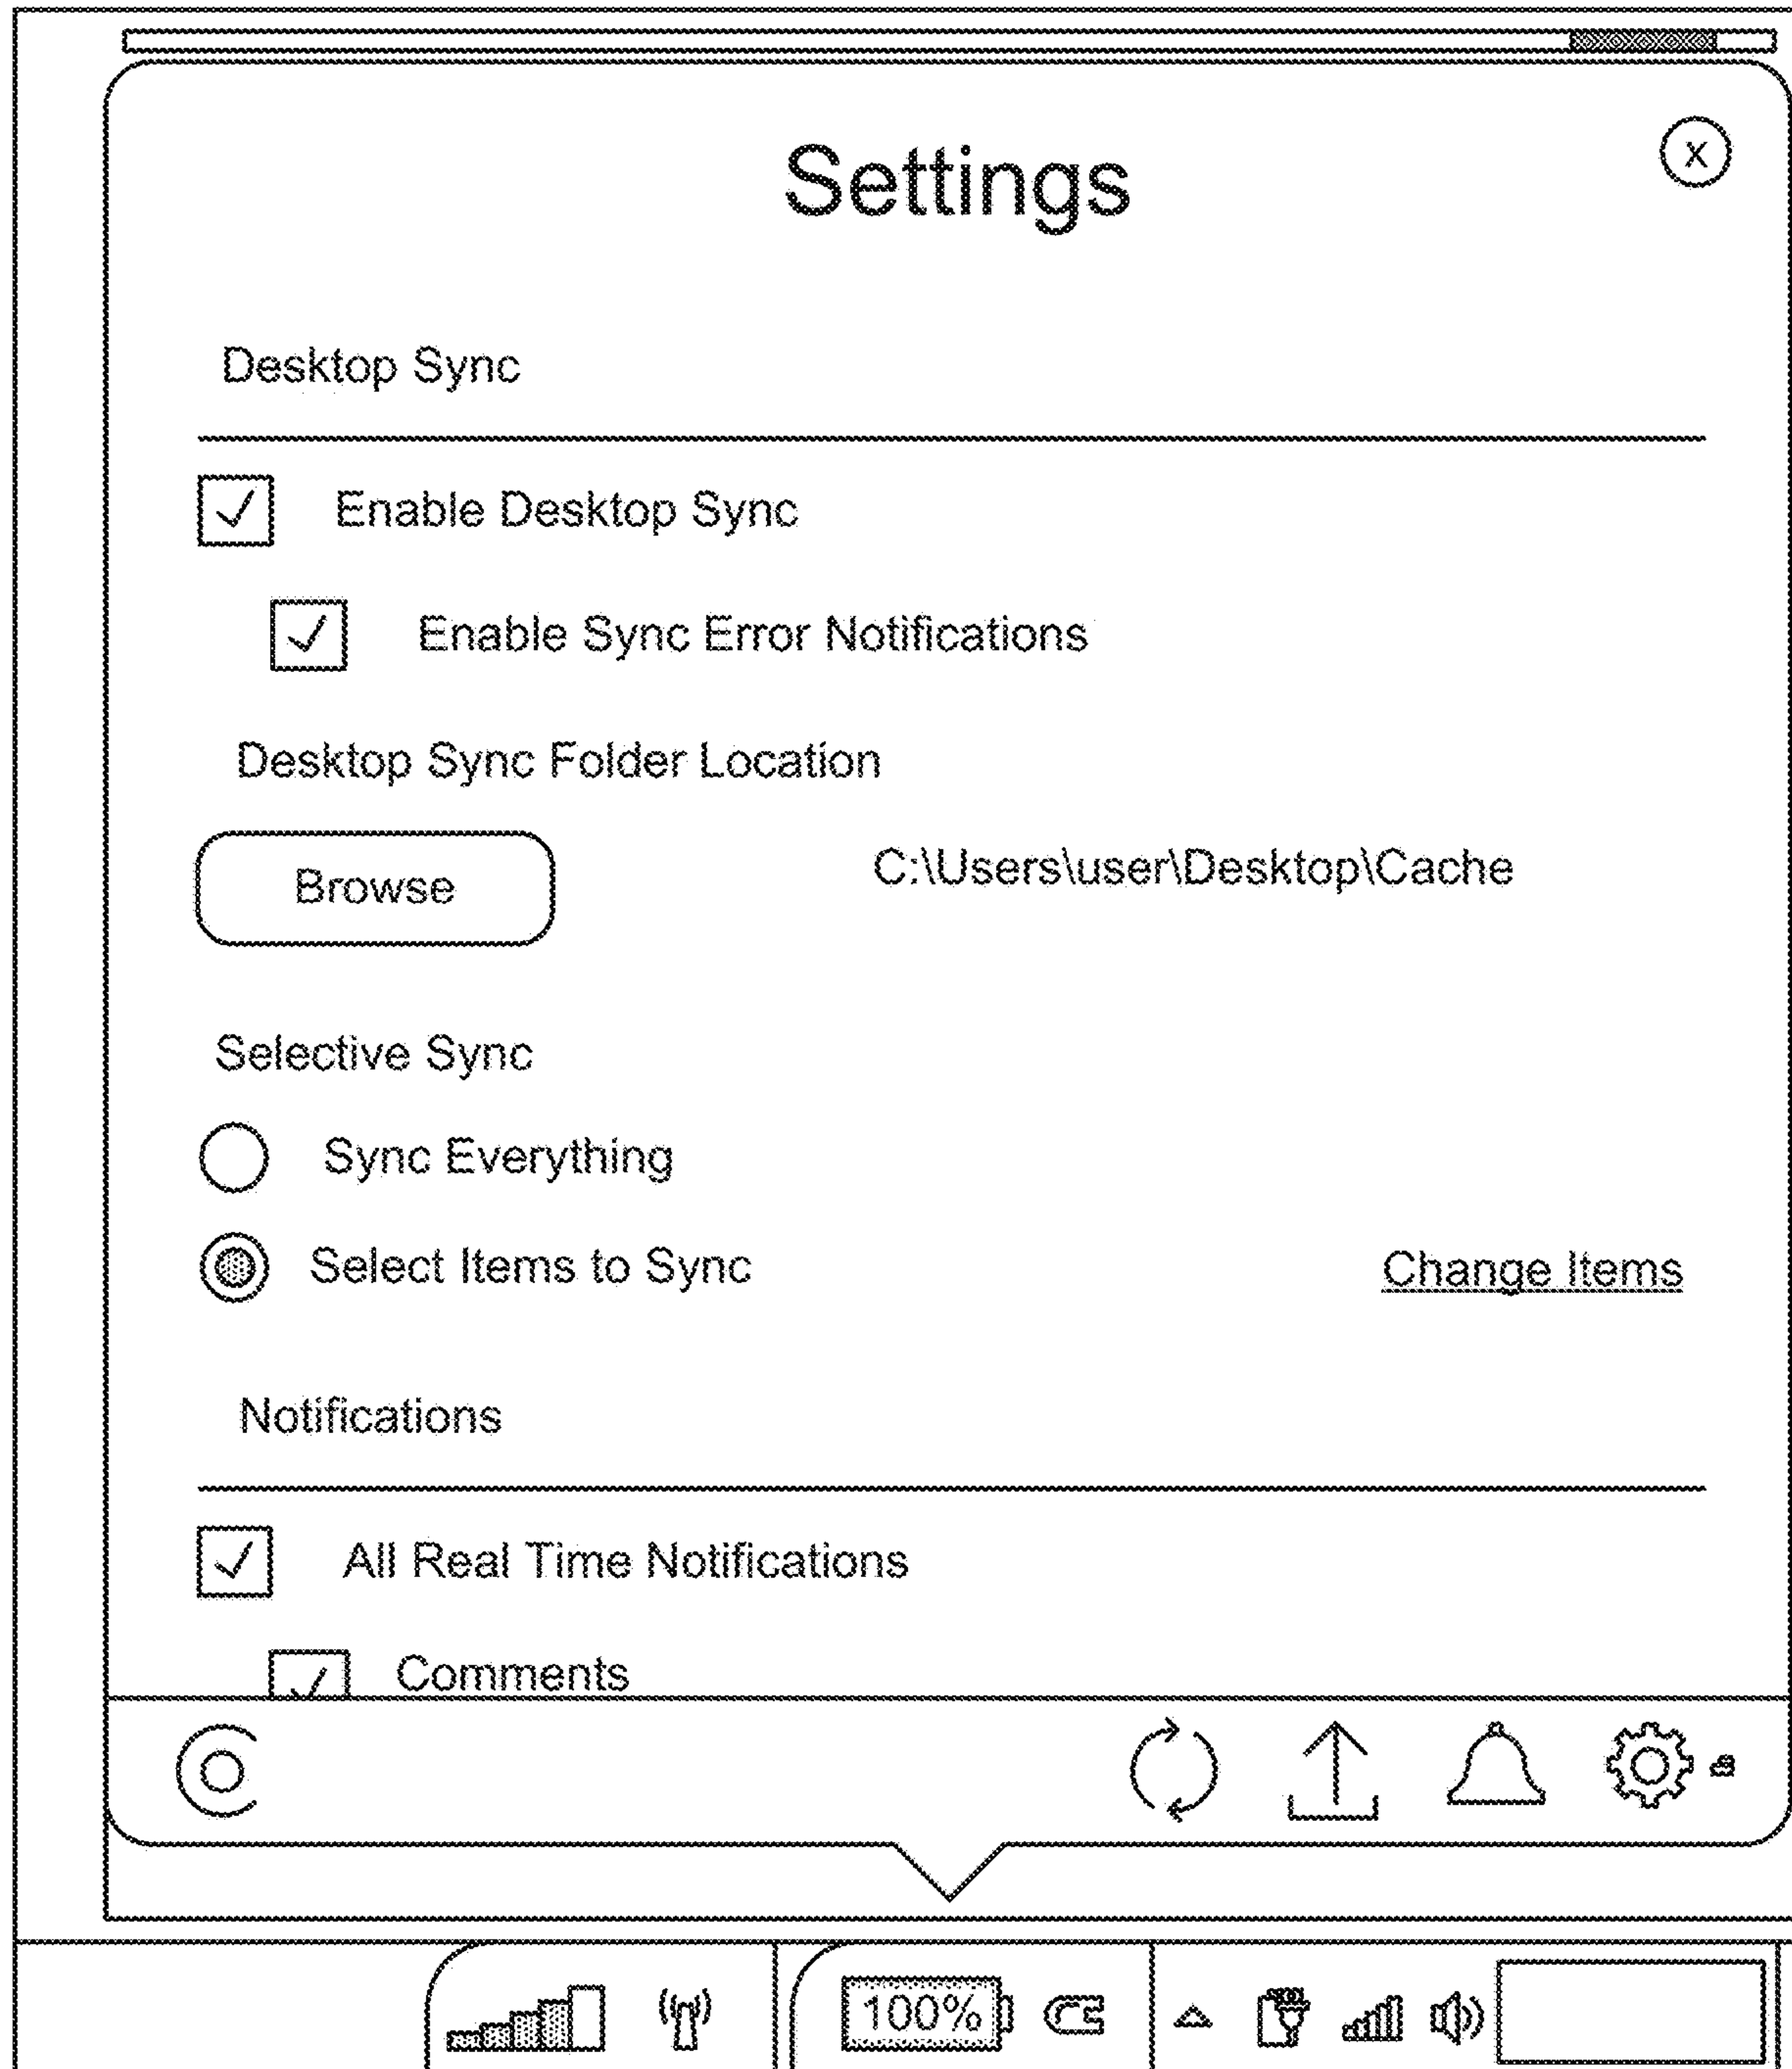 x
Settings
Desktop Sync
Enable Desktop Sync
Enable Sync Error Notifications
Desktop Sync Folder Location
Browse C:\Users\user\Desktop\Cache
Selective Sync
Sync Everything
Select Items to Sync Change Items
Notifications
All Real Time Notifications
Comments
100%